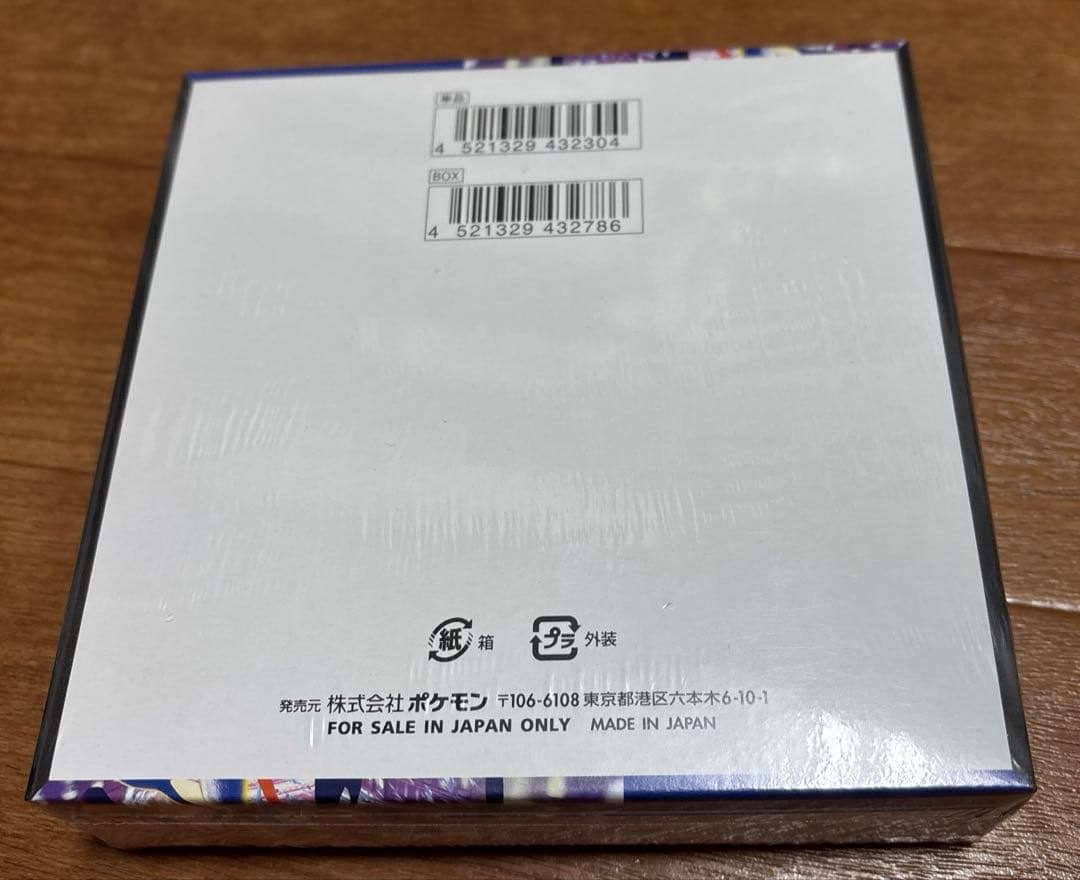 単品
4 521329 432304
BOX
4 521329 432786
紙 箱 プラ 外装
発売元 株式会社 ポケモン 〒106-6108 東京都港区六本木6-10-1
FOR SALE IN JAPAN ONLY MADE IN JAPAN